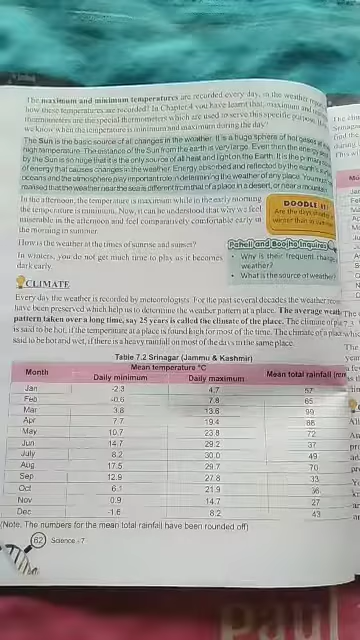 The maximum and minimum temperatures are recorded every day, in the weather
how these temperatures are recorded? In Chapter 4 you have learnt that, maximum and
thermometers are the special thermometers which are used to serve this specific purpose.
we know when the temperature is minimum and maximum during the day?
The Sun is the basic source of all changes in the weather. It is a huge sphere of hot gases at
high temperature. The distance of the Sun from the earth is very large. Even then the energy
by the Sun is so huge that it is the only source of all heat and light on the Earth. It is the primary
of energy that causes changes in the weather. Energy absorbed and reflected by the earth's
oceans and the atmosphere play important role in determining the weather of any place. You
realised that the weather near the sea is different from that of a place in a desert, or near a mountain
In the afternoon, the temperature is maximum while in the early morning
the temperature is minimum. Now, it can be understood that why we feel
miserable in the afternoon and feel comparatively comfortable early in
the morning in summer.
DOODLE IT!
Are the days
winter than
How is the weather at the times of sunrise and sunset?
In winters, you do not get much time to play as it becomes
dark early.
Paheli and Boojho Inquires
• Why is their frequent change
weather?
• What is the source of weather?
CLIMATE
Every day the weather is recorded by meteorologists. For the past several decades the weather
have been preserved which help us to determine the weather pattern at a place. The average weather
pattern taken over a long time, say 25 years is called the climate of the place. The climate of
is said to be hot, if the temperature at a place is found high for most of the time. The climate of a place
said to be hot and wet, if there is heavy rainfall on most of the days in the same place.
Table 7.2 Srinagar (Jammu & Kashmir)
Month Mean temperature °C Mean total rainfall
Daily minimum Daily maximum
Jan -2.3 4.7 57
Feb -0.6 7.8 65
Mar 3.8 13.6 99
Apr 7.7 19.4 88
May 10.7 23.8 72
Jun 14.7 29.2 37
July 8.2 30.0 49
Aug 17.5 29.7 70
Sep 12.9 27.8 33
Oct 6.1 21.9 36
Nov 0.9 14.7 27
Dec -1.6 8.2 43
(Note: The numbers for the mean total rainfall have been rounded off)
62 Science - 7